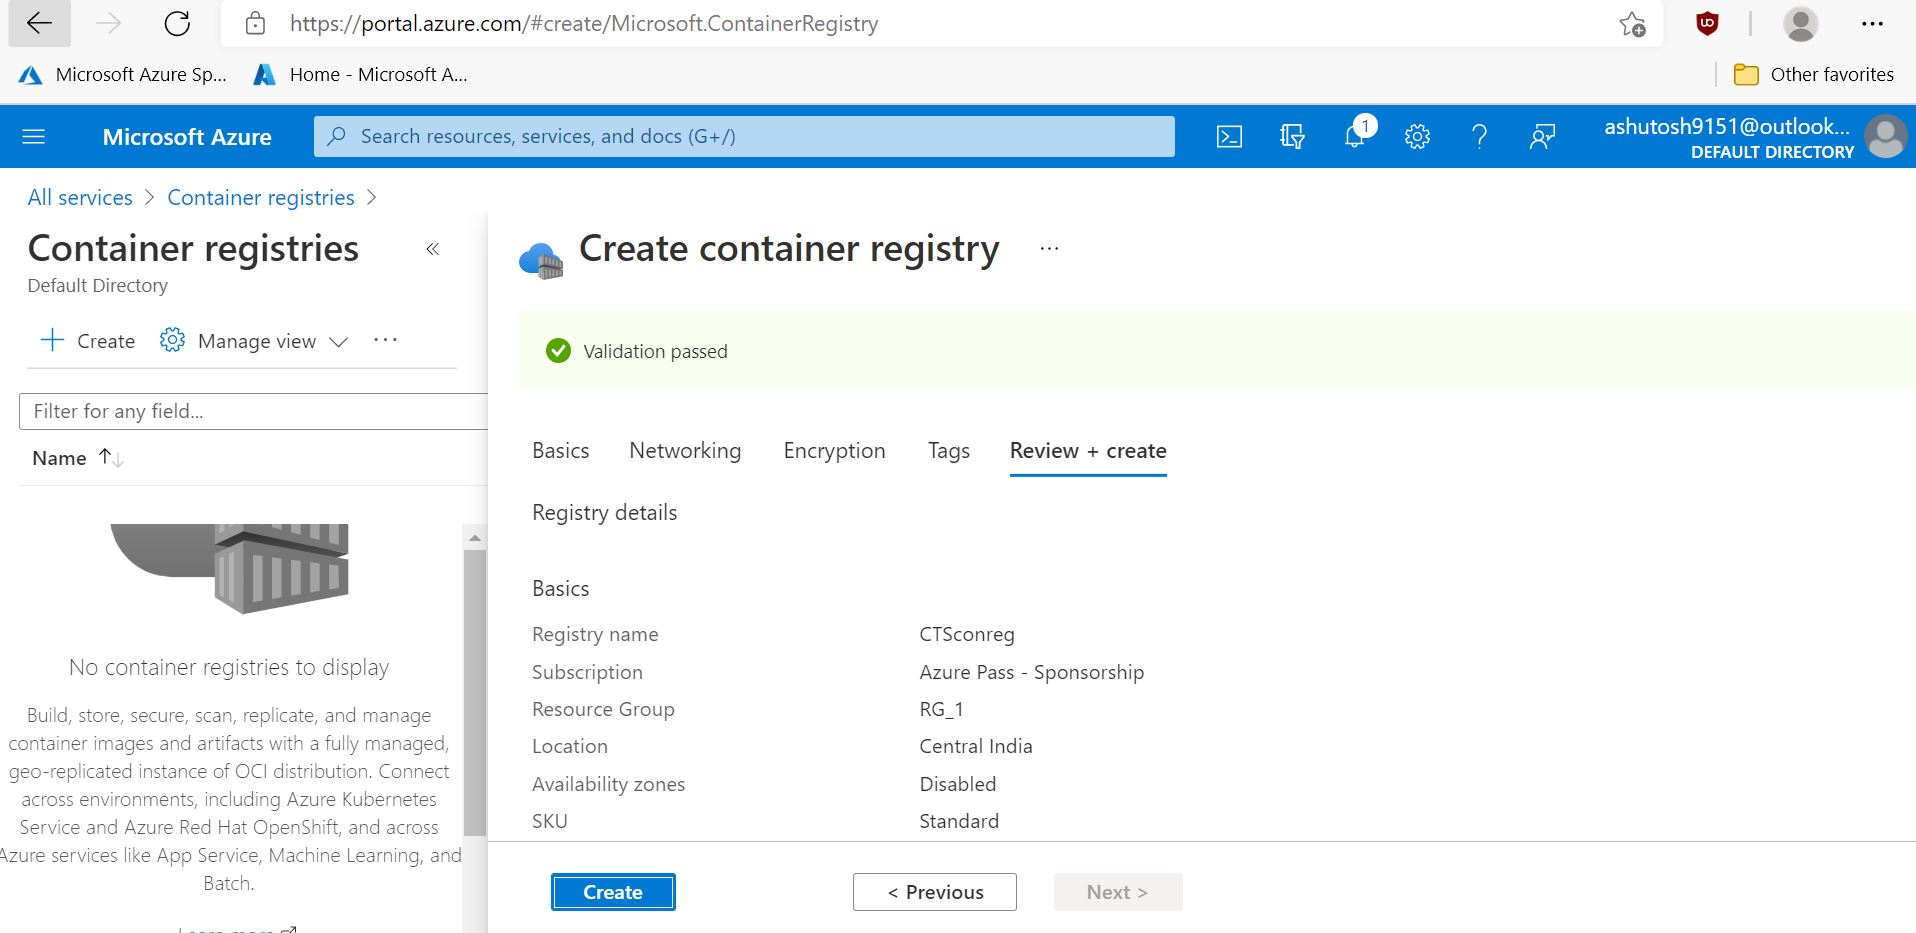 https://portal.azure.com/#create/Microsoft.ContainerRegistry
Microsoft Azure Sp...
Home - Microsoft A...
Other favorites
Microsoft Azure
Search resources, services, and docs (G+/)
1
ashutosh9151@outlook...
DEFAULT DIRECTORY
All services > Container registries >
Container registries
«
Default Directory
+ Create
Manage view
...
Filter for any field...
Name ↑↓
No container registries to display
Build, store, secure, scan, replicate, and manage
container images and artifacts with a fully managed,
geo-replicated instance of OCI distribution. Connect
across environments, including Azure Kubernetes
Service and Azure Red Hat OpenShift, and across
Azure services like App Service, Machine Learning, and
Batch.
Learn more
Create container registry
...
Validation passed
Basics
Networking
Encryption
Tags
Review + create
Registry details
Basics
Registry name CTSconreg
Subscription Azure Pass - Sponsorship
Resource Group RG_1
Location Central India
Availability zones Disabled
SKU Standard
Create
< Previous
Next >